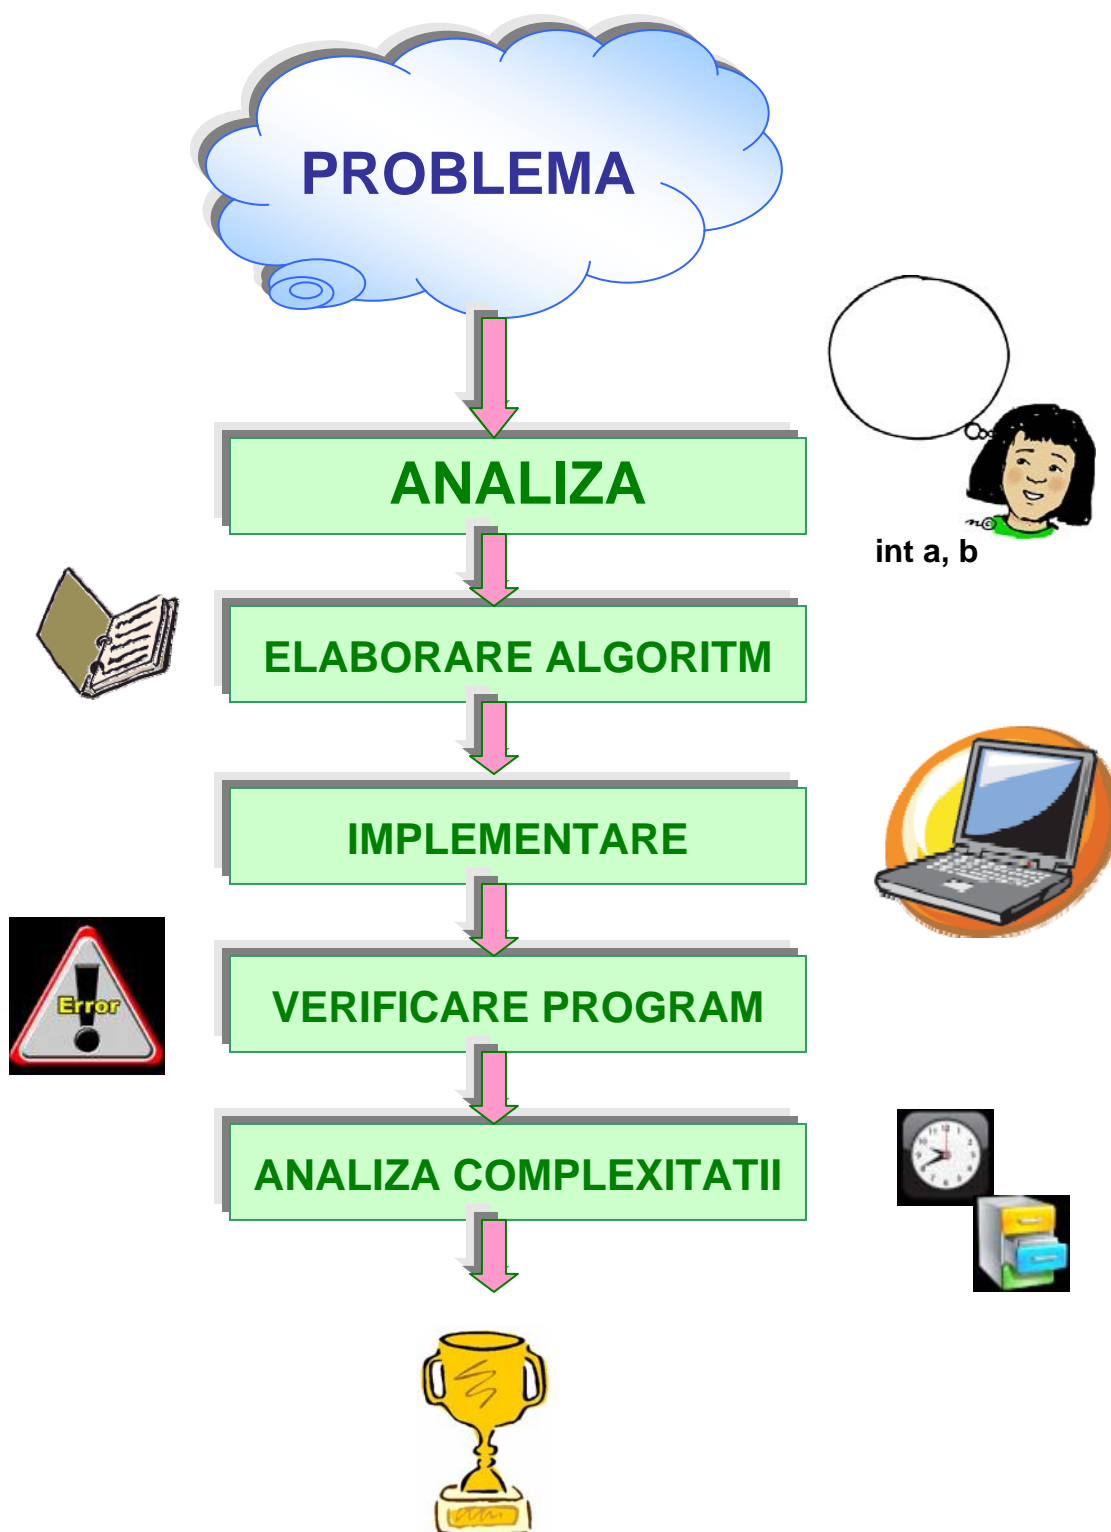 PROBLEMA
ANALIZA
int a, b
ELABORARE ALGORITM
IMPLEMENTARE
Error
VERIFICARE PROGRAM
ANALIZA COMPLEXITATII